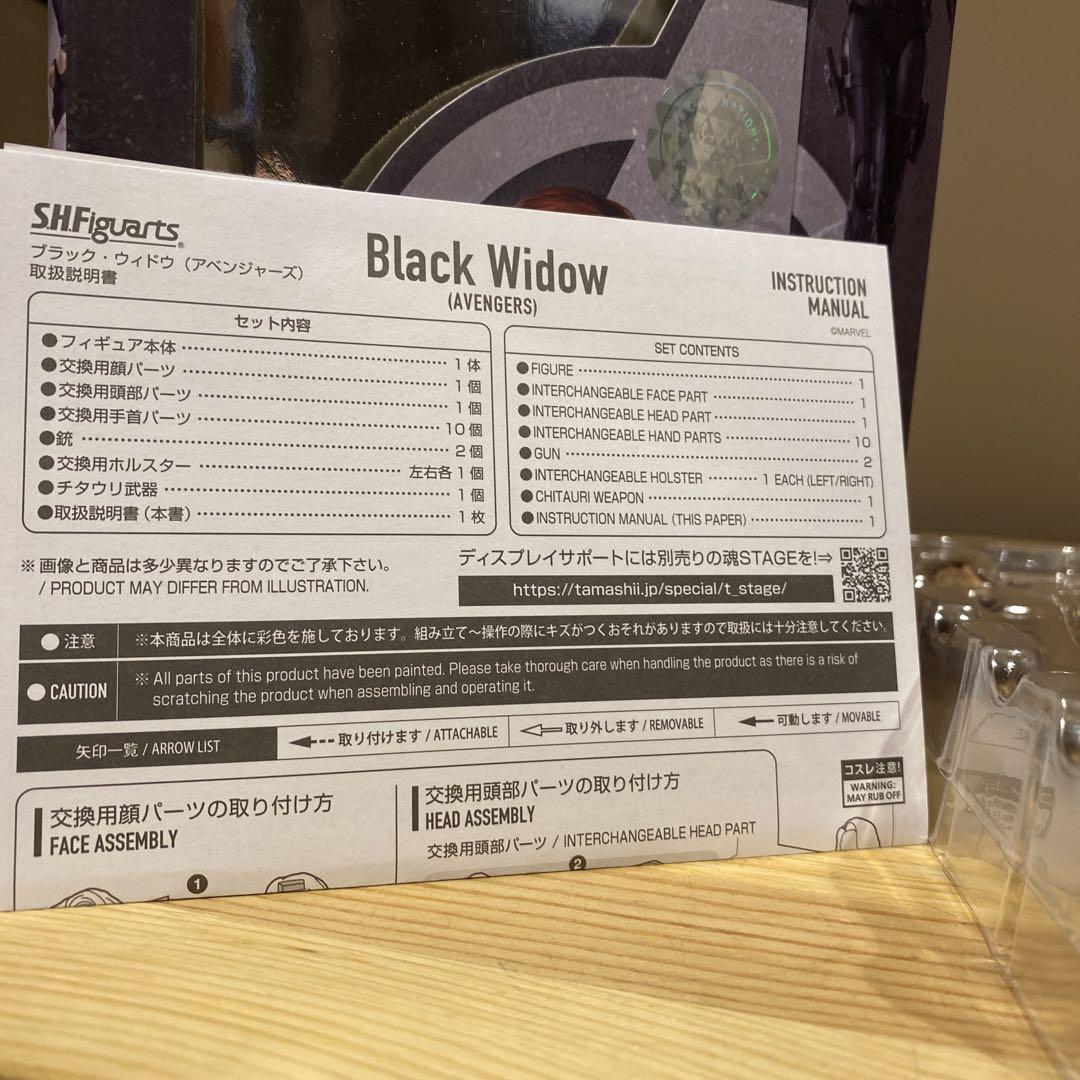 S.H.Figuarts®
ブラック・ウィドウ（アベンジャーズ）
取扱説明書
Black Widow
(AVENGERS)
INSTRUCTION
MANUAL
©MARVEL
セット内容
●フィギュア本体 1体
●交換用顔パーツ 1個
●交換用頭部パーツ 1個
●交換用手首パーツ 10個
●銃 2個
●交換用ホルスター 左右各1個
●チタウリ武器 1個
●取扱説明書（本書） 1枚
SET CONTENTS
●FIGURE 1
●INTERCHANGEABLE FACE PART 1
●INTERCHANGEABLE HEAD PART 1
●INTERCHANGEABLE HAND PARTS 10
●GUN 2
●INTERCHANGEABLE HOLSTER 1 EACH (LEFT/RIGHT)
●CHITAURI WEAPON 1
●INSTRUCTION MANUAL (THIS PAPER) 1
※画像と商品は多少異なりますのでご了承下さい。
/ PRODUCT MAY DIFFER FROM ILLUSTRATION.
ディスプレイサポートには別売りの魂STAGEを!⇒
https://tamashii.jp/special/t_stage/
●注意 ※本商品は全体に彩色を施しております。組み立て～操作の際にキズがつくおそれがありますので取扱には十分注意してください。
●CAUTION ※ All parts of this product have been painted. Please take thorough care when handling the product as there is a risk of
scratching the product when assembling and operating it.
矢印一覧 / ARROW LIST 取り付けます / ATTACHABLE 取り外します / REMOVABLE 可動します / MOVABLE
交換用顔パーツの取り付け方
FACE ASSEMBLY
1
交換用頭部パーツの取り付け方
HEAD ASSEMBLY
交換用頭部パーツ / INTERCHANGEABLE HEAD PART
2
コスレ注意!
WARNING:
MAY RUB OFF